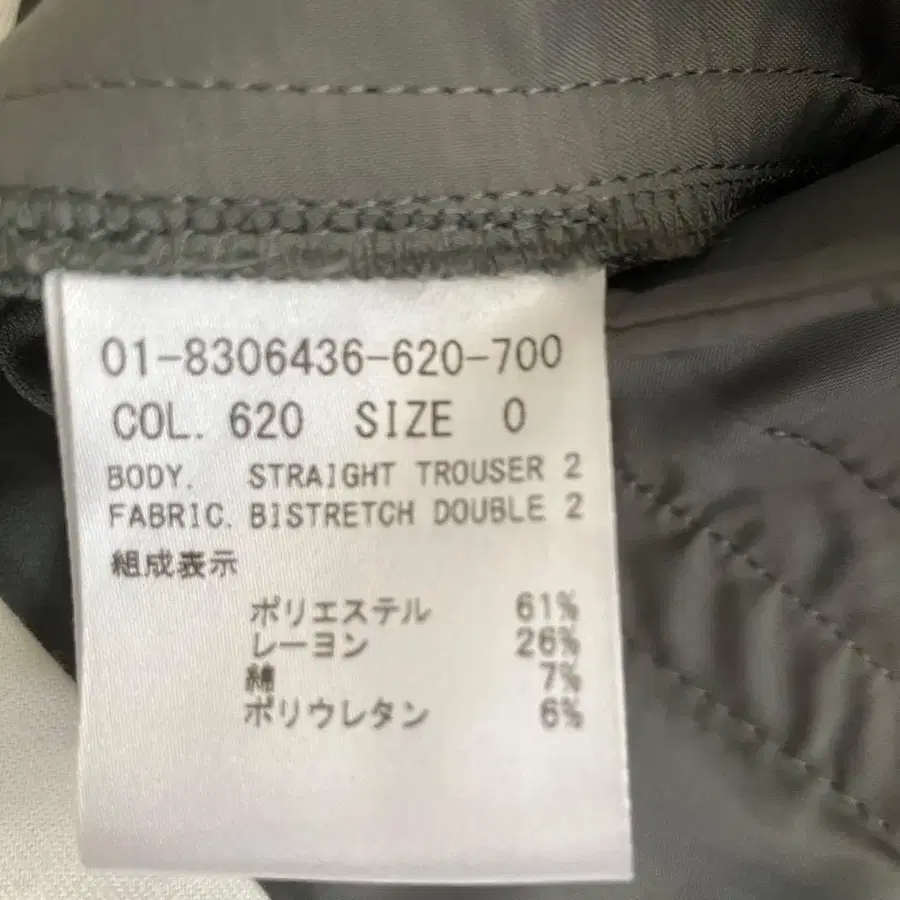 01-8306436-620-700
COL. 620 SIZE 0
BODY. STRAIGHT TROUSER 2
FABRIC. BISTRETCH DOUBLE 2
組成表示
ポリエステル 61%
レーヨン 26%
綿 7%
ポリウレタン 6%